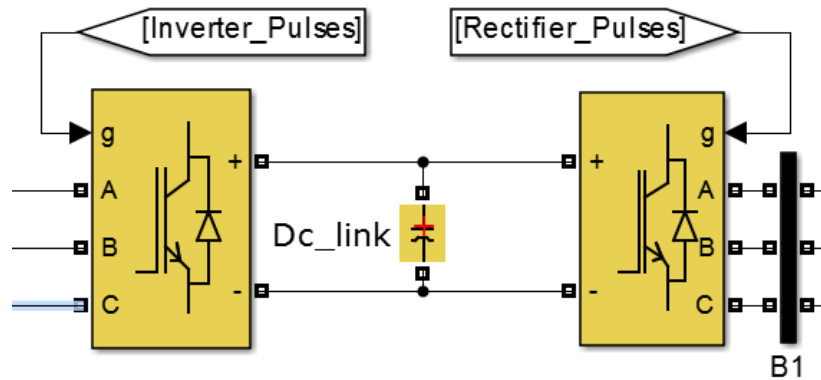 [Inverter_Pulses]
[Rectifier_Pulses]
g
A
B
C
+
-
Dc_link
+
-
g
A
B
C
B1